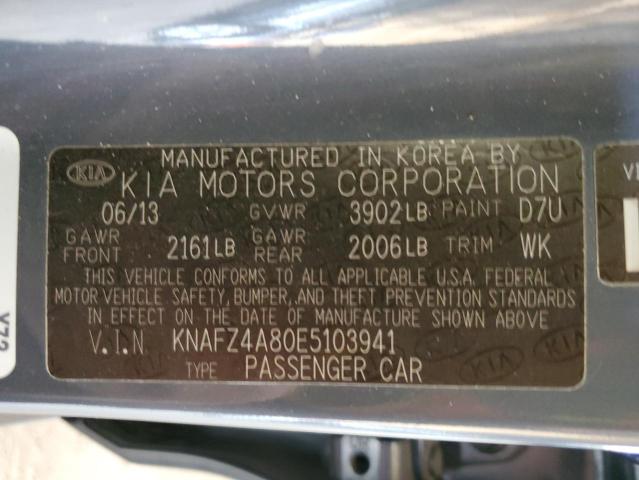 MANUFACTURED IN KOREA BY
KIA KIA MOTORS CORPORATION
06/13 GVWR 3902LB PAINT D7U
GAWR FRONT 2161LB GAWR REAR 2006LB TRIM WK
THIS VEHICLE CONFORMS TO ALL APPLICABLE U.S.A. FEDERAL
MOTOR VEHICLE SAFETY, BUMPER, AND THEFT PREVENTION STANDARDS
IN EFFECT ON THE DATE OF MANUFACTURE SHOWN ABOVE
V.I.N KNAFZ4A80E5103941
TYPE PASSENGER CAR